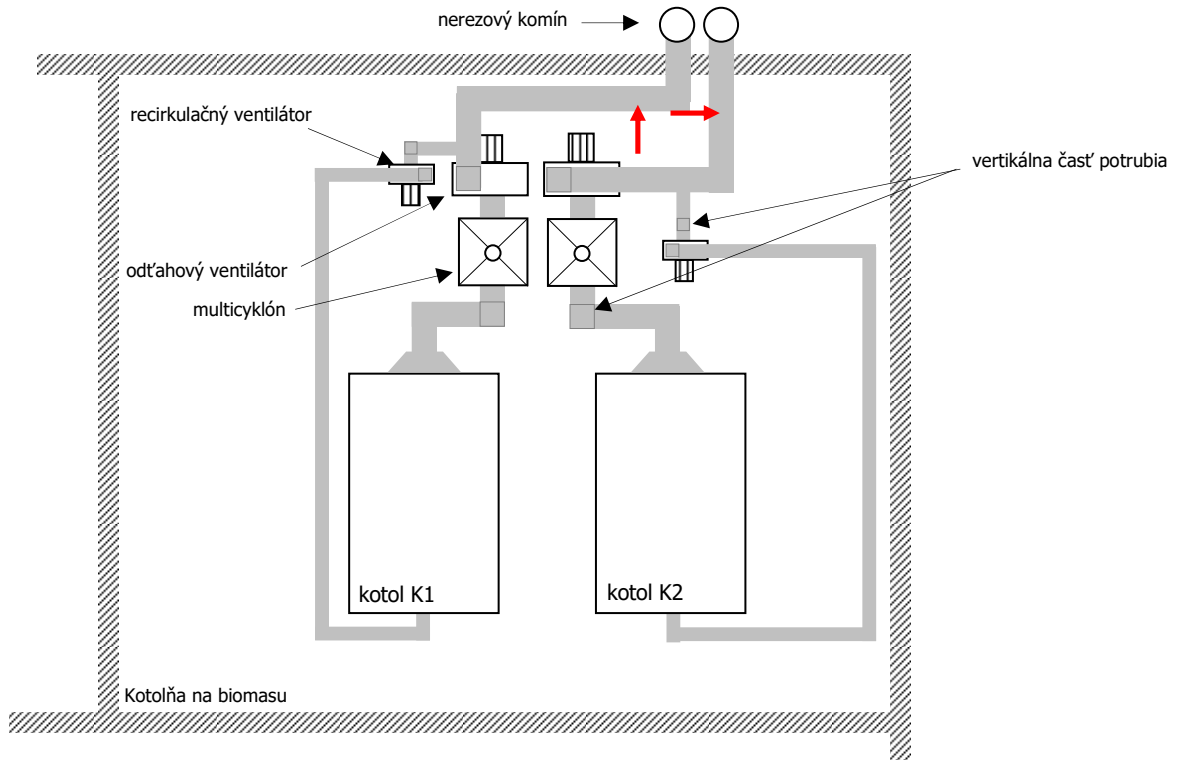 nerezový komín
recirkulačný ventilátor
vertikálna časť potrubia
odťahový ventilátor
multicyklón
kotol K1
kotol K2
Kotolňa na biomasu